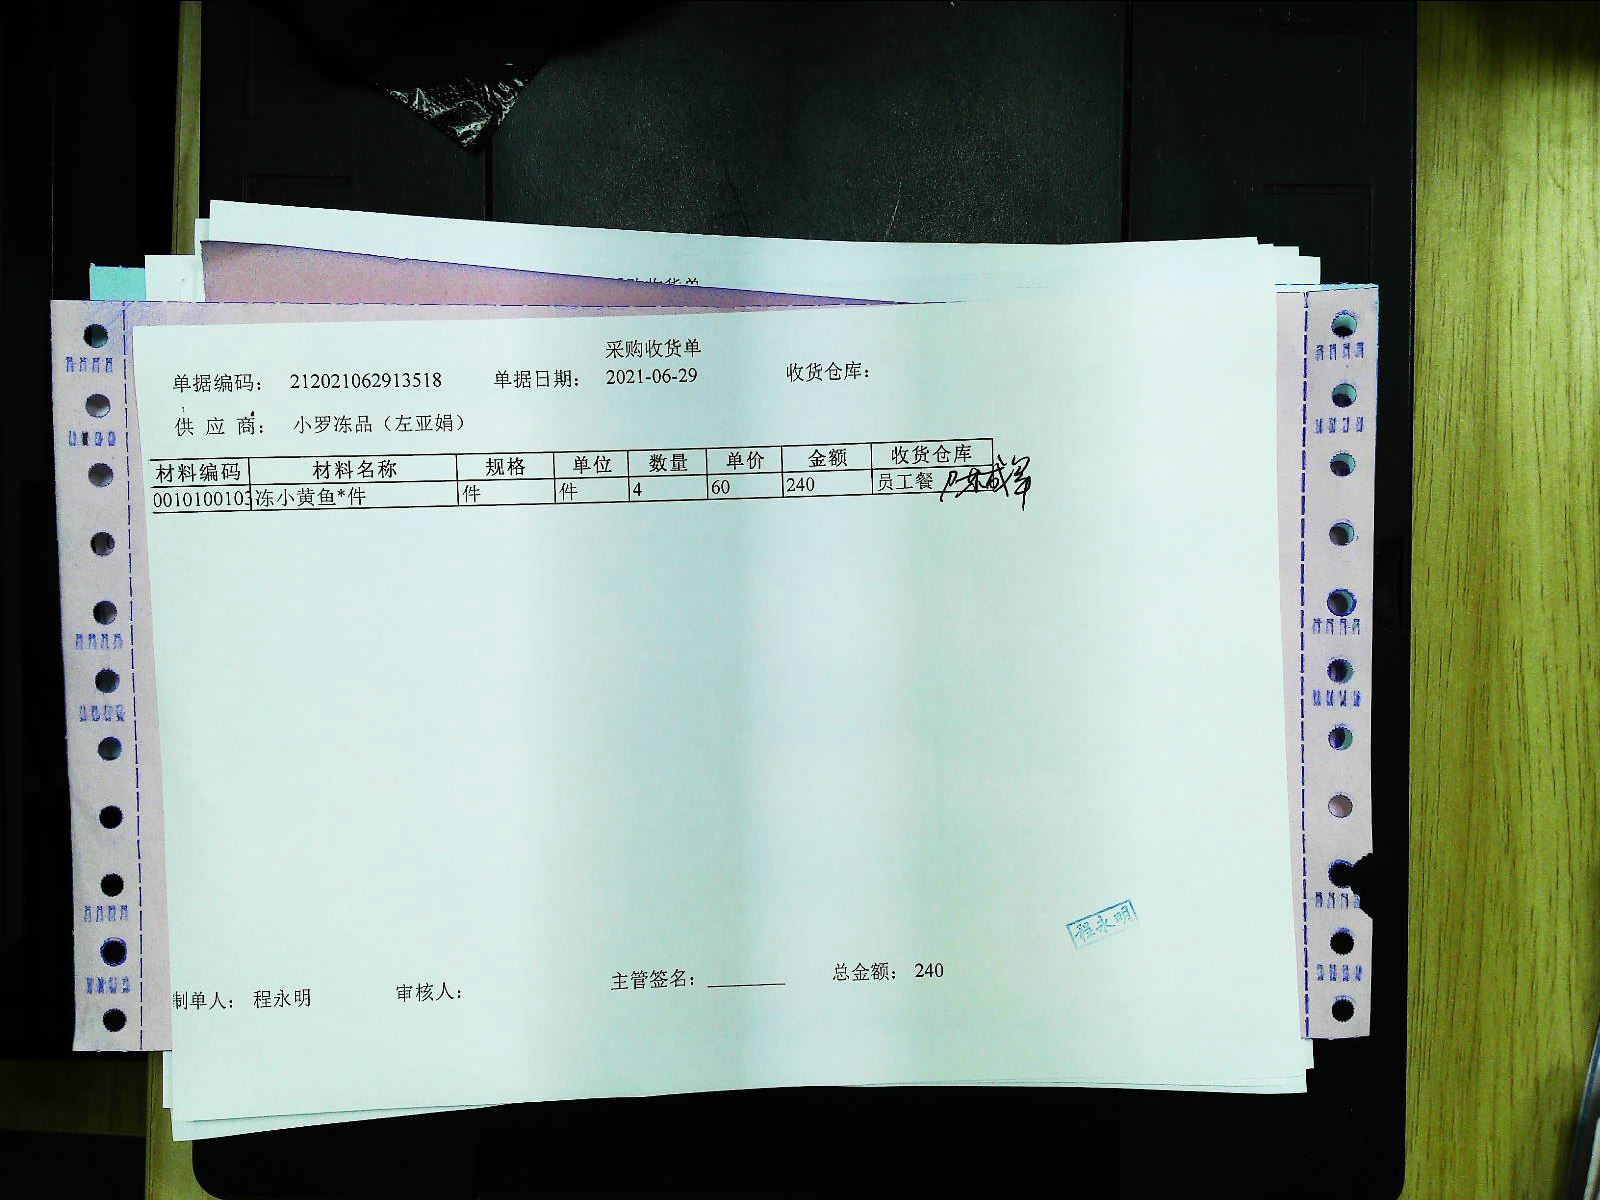 采购收货单
单据编码： 212021062913518 单据日期： 2021-06-29 收货仓库：
供 应 商： 小罗冻品（左亚娟）
材料编码 材料名称 规格 单位 数量 单价 金额 收货仓库
0010100103 冻小黄鱼*件 件 件 4 60 240 员工餐
程永明
制单人： 程永明 审核人： 主管签名： ________ 总金额： 240